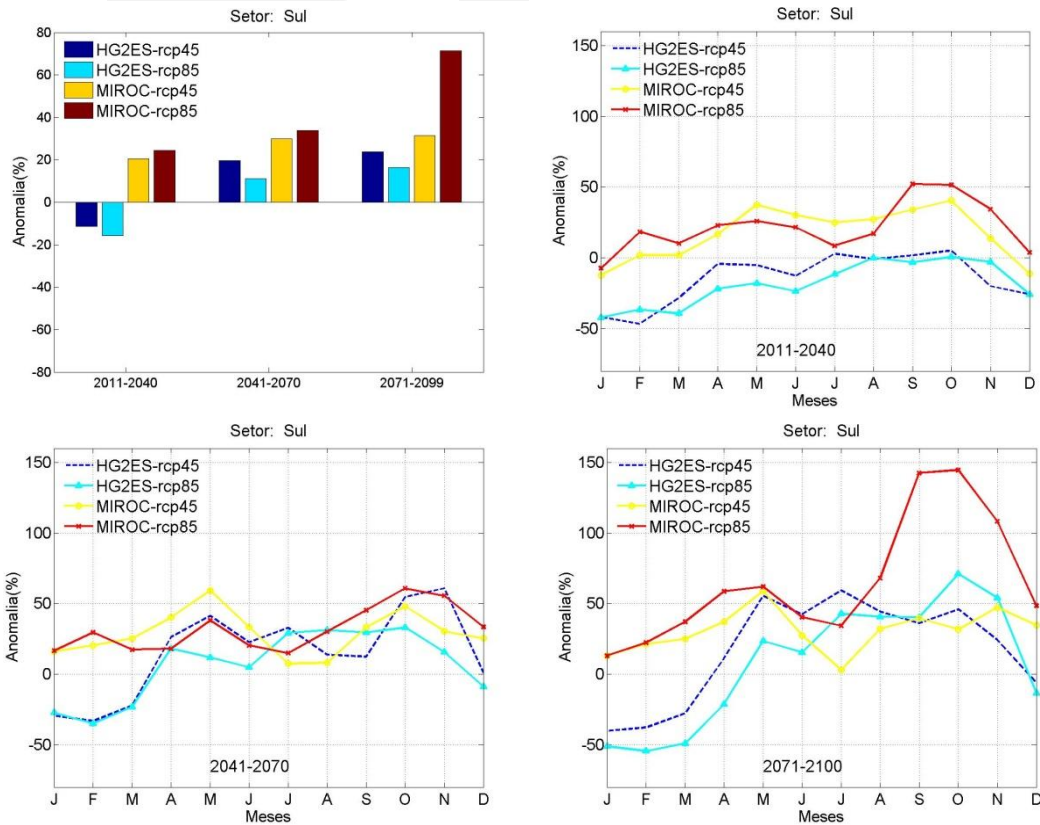 Setor: Sul
80
60
40
20
0
-20
-40
-60
-80
Anomalia(%)
HG2ES-rcp45
HG2ES-rcp85
MIROC-rcp45
MIROC-rcp85
2011-2040 2041-2070 2071-2099
Setor: Sul
150
100
50
0
-50
Anomalia(%)
HG2ES-rcp45
HG2ES-rcp85
MIROC-rcp45
MIROC-rcp85
2011-2040
J F M A M J J A S O N D
Meses
Setor: Sul
150
100
50
0
-50
Anomalia(%)
HG2ES-rcp45
HG2ES-rcp85
MIROC-rcp45
MIROC-rcp85
2041-2070
J F M A M J J A S O N D
Meses
Setor: Sul
150
100
50
0
-50
Anomalia(%)
HG2ES-rcp45
HG2ES-rcp85
MIROC-rcp45
MIROC-rcp85
2071-2100
J F M A M J J A S O N D
Meses